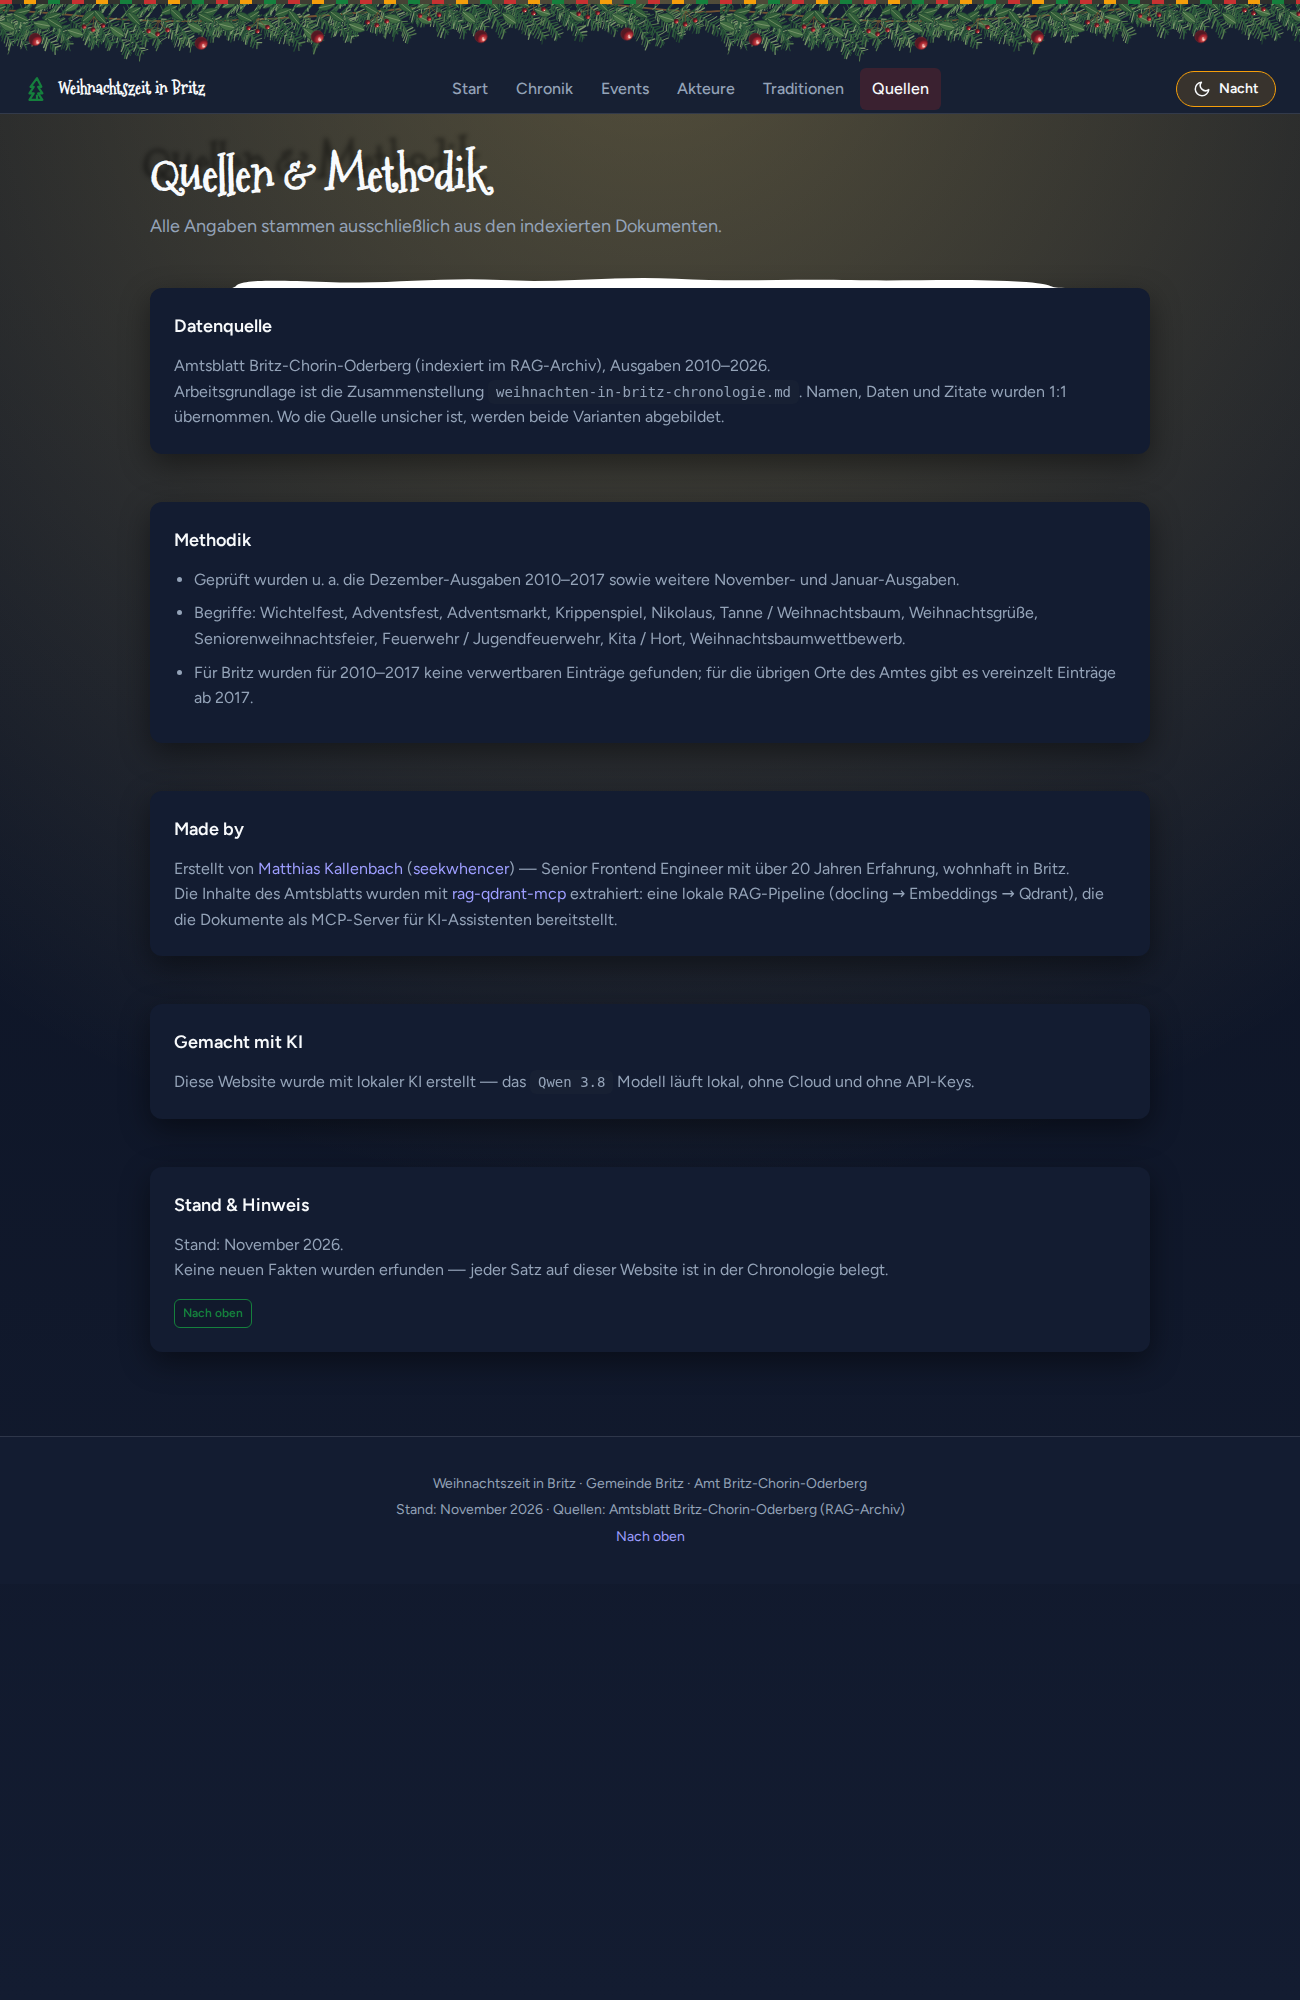 Weihnachtszeit in Britz
Start
Chronik
Events
Akteure
Traditionen
Quellen
Nacht
Quellen & Methodik
Alle Angaben stammen ausschließlich aus den indexierten Dokumenten.
Datenquelle
Amtsblatt Britz-Chorin-Oderberg (indexiert im RAG-Archiv), Ausgaben 2010–2026.
Arbeitsgrundlage ist die Zusammenstellung weihnachten-in-britz-chronologie.md . Namen, Daten und Zitate wurden 1:1
übernommen. Wo die Quelle unsicher ist, werden beide Varianten abgebildet.
Methodik
• Geprüft wurden u. a. die Dezember-Ausgaben 2010–2017 sowie weitere November- und Januar-Ausgaben.
• Begriffe: Wichtelfest, Adventsfest, Adventsmarkt, Krippenspiel, Nikolaus, Tanne / Weihnachtsbaum, Weihnachtsgrüße,
Seniorenweihnachtsfeier, Feuerwehr / Jugendfeuerwehr, Kita / Hort, Weihnachtsbaumwettbewerb.
• Für Britz wurden für 2010–2017 keine verwertbaren Einträge gefunden; für die übrigen Orte des Amtes gibt es vereinzelt Einträge
ab 2017.
Made by
Erstellt von Matthias Kallenbach (seekwhencer) — Senior Frontend Engineer mit über 20 Jahren Erfahrung, wohnhaft in Britz.
Die Inhalte des Amtsblatts wurden mit rag-qdrant-mcp extrahiert: eine lokale RAG-Pipeline (docling → Embeddings → Qdrant), die
die Dokumente als MCP-Server für KI-Assistenten bereitstellt.
Gemacht mit KI
Diese Website wurde mit lokaler KI erstellt — das Qwen 3.8 Modell läuft lokal, ohne Cloud und ohne API-Keys.
Stand & Hinweis
Stand: November 2026.
Keine neuen Fakten wurden erfunden — jeder Satz auf dieser Website ist in der Chronologie belegt.
Nach oben
Weihnachtszeit in Britz · Gemeinde Britz · Amt Britz-Chorin-Oderberg
Stand: November 2026 · Quellen: Amtsblatt Britz-Chorin-Oderberg (RAG-Archiv)
Nach oben